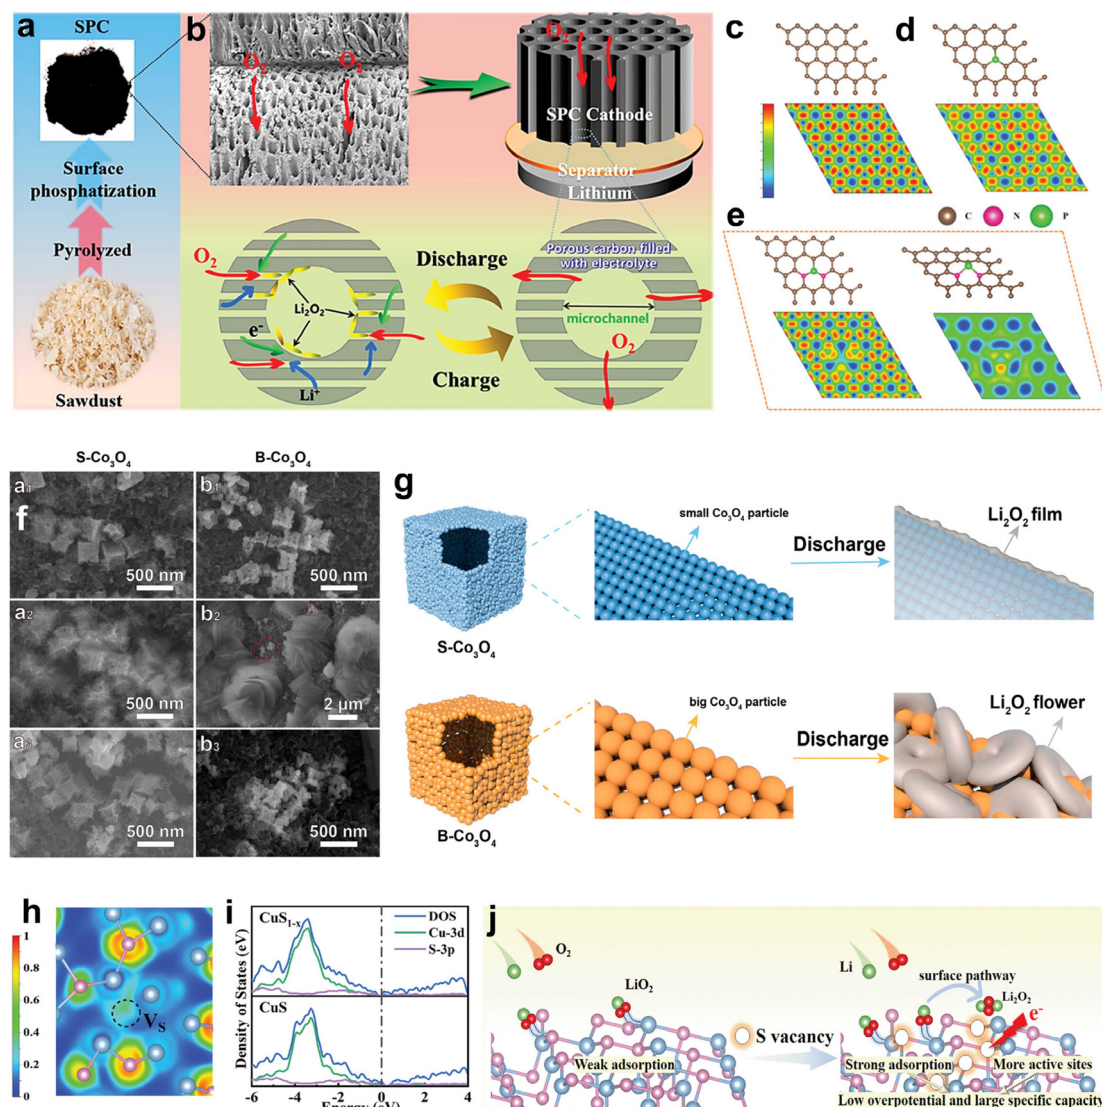 a
SPC
Surface
phosphatization
Pyrolyzed
Sawdust
b
O2
O2
O2
SPC Cathode
Separator
Lithium
Porous carbon filled
with electrolyte
O2
Li2O2
e-
Li+
Discharge
Charge
microchannel
O2
c
d
e
C
N
P
S-Co3O4
B-Co3O4
f
a1
500 nm
b1
500 nm
a2
500 nm
b2
2 μm
a3
500 nm
b3
500 nm
g
S-Co3O4
small Co3O4 particle
Discharge
Li2O2 film
B-Co3O4
big Co3O4 particle
Discharge
Li2O2 flower
h
1
0.8
0.6
0.4
0.2
0
VS
i
CuS1-x
DOS
Cu-3d
S-3p
CuS
Density of States (eV)
-6 -4 -2 0 2 4
Energy (eV)
j
Li
O2
LiO2
Weak adsorption
S vacancy
Li
O2
surface pathway
Li2O2
e-
Strong adsorption
More active sites
Low overpotential and large specific capacity